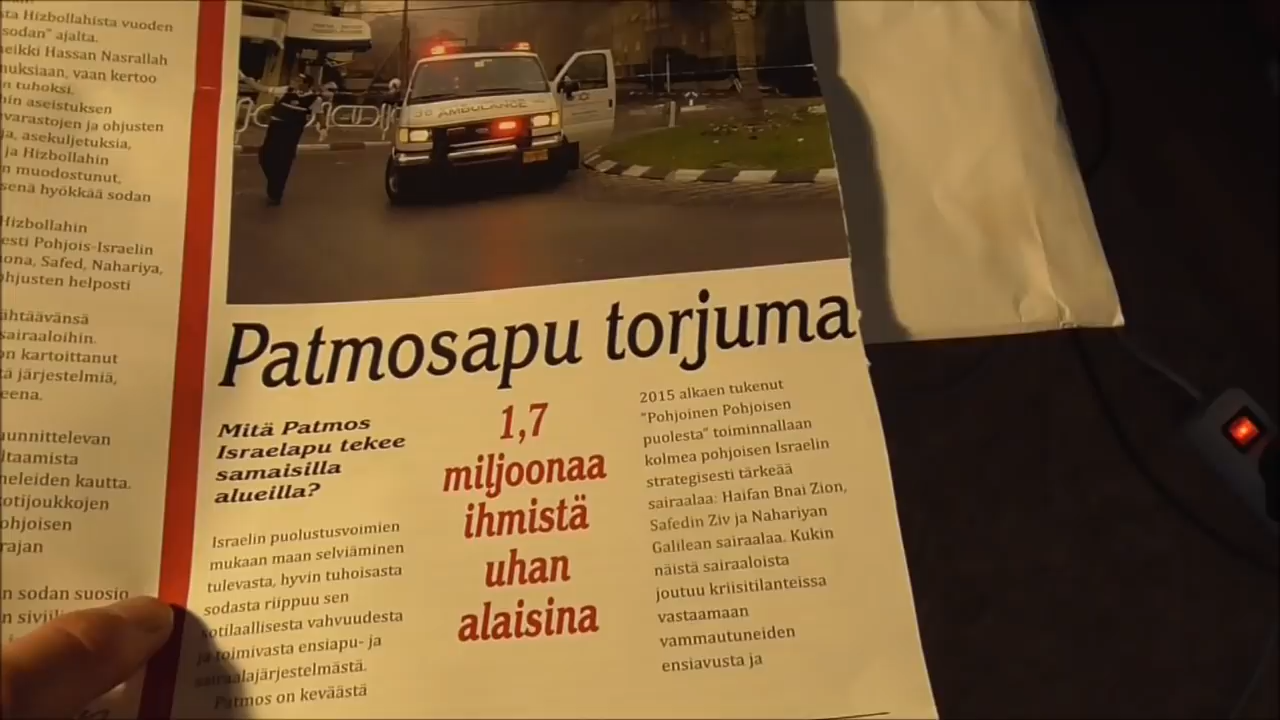 sta Hizbollahista vuoden
sodan" ajalta.
eikki Hassan Nasrallah
nuksiaan, vaan kertoo
n tuhoksi.
hin aseistuksen
varastojen ja ohjusten
ja, asekuljetuksia,
ja Hizbollahin
n muodostunut,
senä hyökkää sodan
Hizbollahin
esti Pohjois-Israelin
ona, Safed, Nahariya,
ohjusten helposti
ähtäävänsä
sairaaloihin.
on kartoittanut
tä järjestelmiä,
eena.
uunnittelevan
ltaamista
neleiden kautta.
otijoukkojen
ohjoisen
rajan
n sodan suosio
n siviil
AMBULANCE
Patmosapu torjuma
Mitä Patmos
Israelapu tekee
samaisilla
alueilla?
Israelin puolustusvoimien
mukaan maan selviäminen
tulevasta, hyvin tuhoisasta
sodasta riippuu sen
sotilaallisesta vahvuudesta
ja toimivasta ensiapu- ja
sairaalajärjestelmästä.
Patmos on keväästä
1,7
miljoonaa
ihmistä
uhan
alaisina
2015 alkaen tukenut
"Pohjoinen Pohjoisen
puolesta" toiminnallaan
kolmea pohjoisen Israelin
strategisesti tärkeää
sairaalaa: Haifan Bnai Zion,
Safedin Ziv ja Nahariyan
Galilean sairaalaa. Kukin
näistä sairaaloista
joutuu kriisitilanteissa
vastaamaan
vammautuneiden
ensiavusta ja